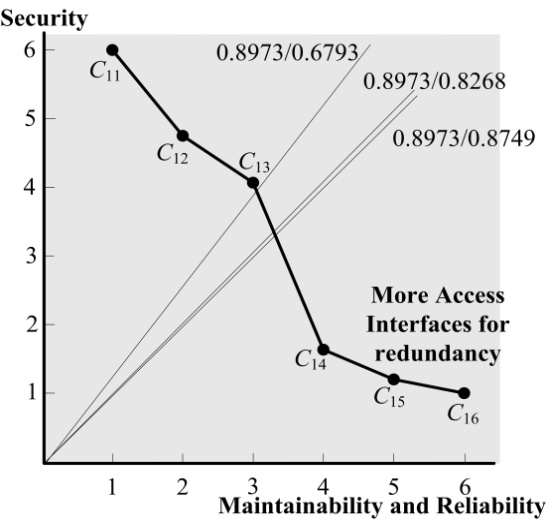 Security
6
0.8973/0.6793
C11
0.8973/0.8268
5
0.8973/0.8749
C12
C13
4
3
2
More Access
Interfaces for
redundancy
C14
1
C15
C16
1 2 3 4 5 6
Maintainability and Reliability